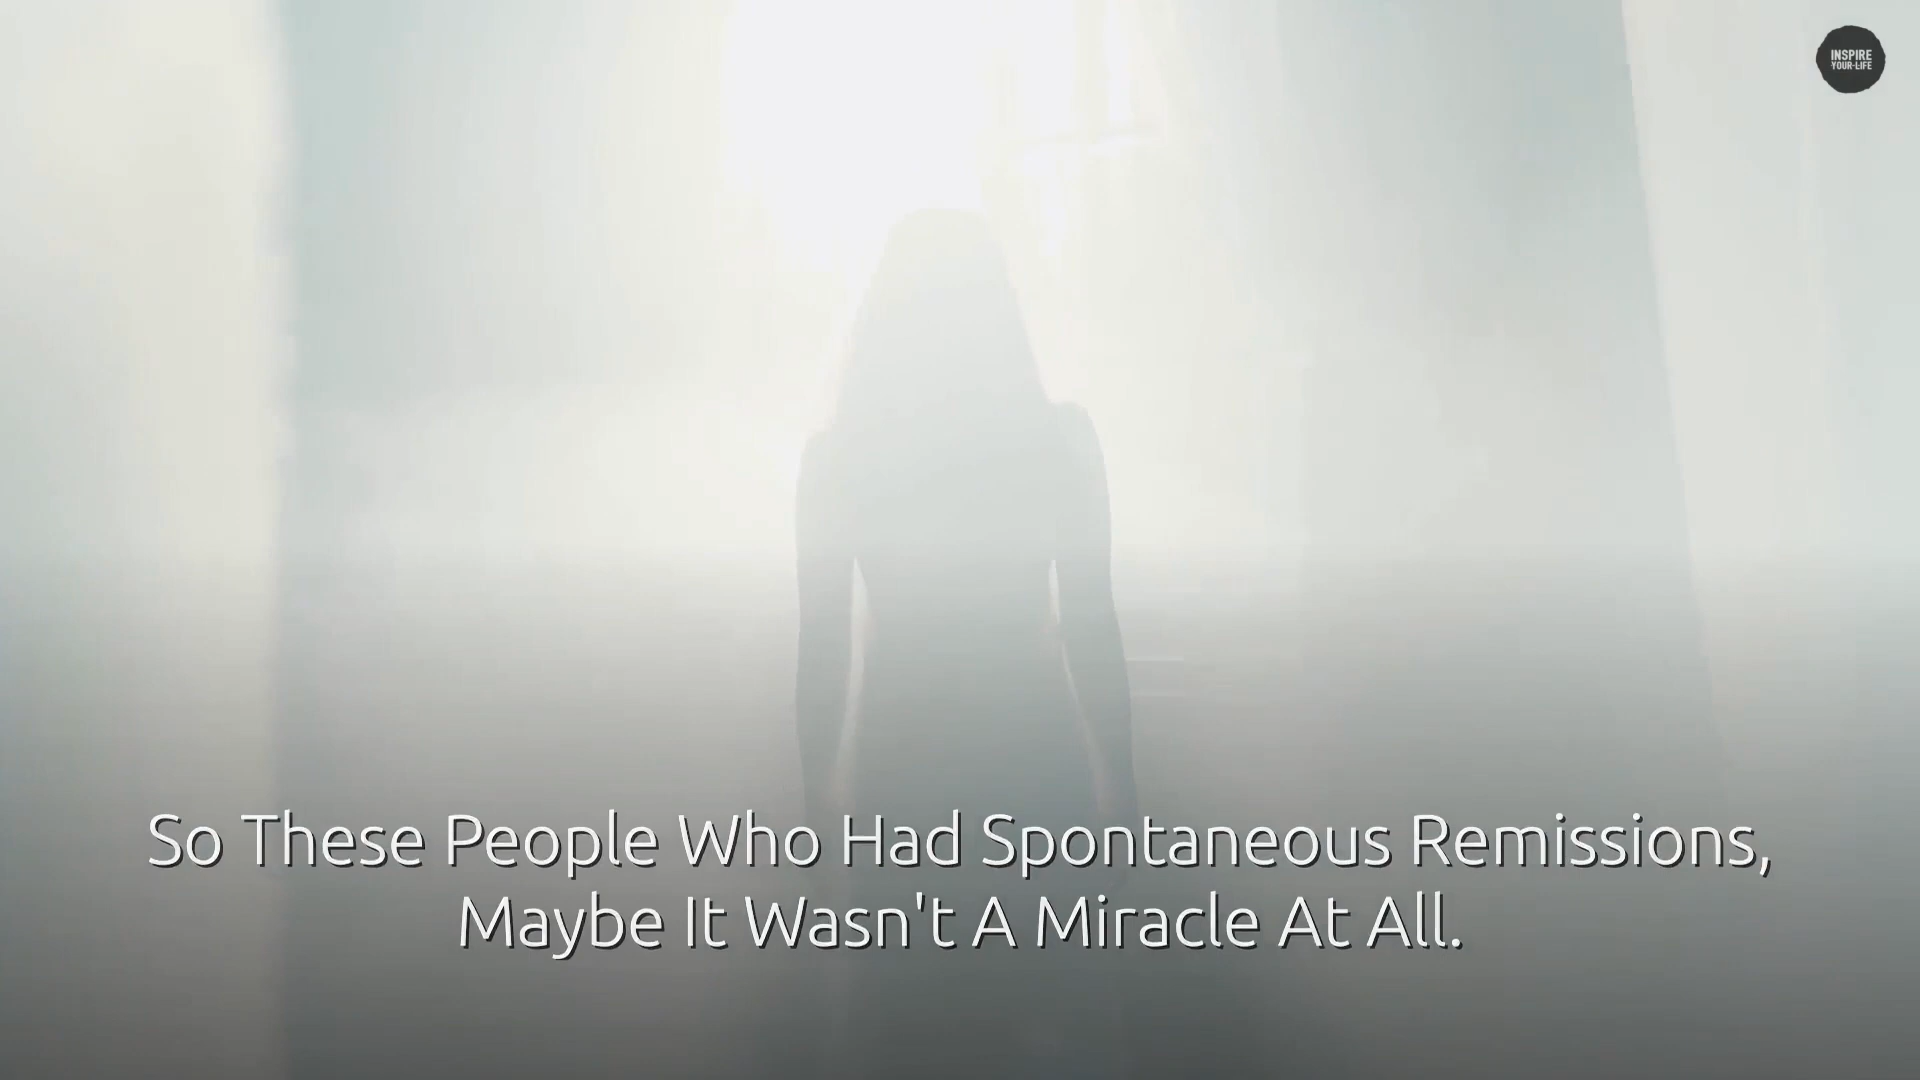 INSPIRE
YOUR-LIFE
So These People Who Had Spontaneous Remissions,
Maybe It Wasn't A Miracle At All.